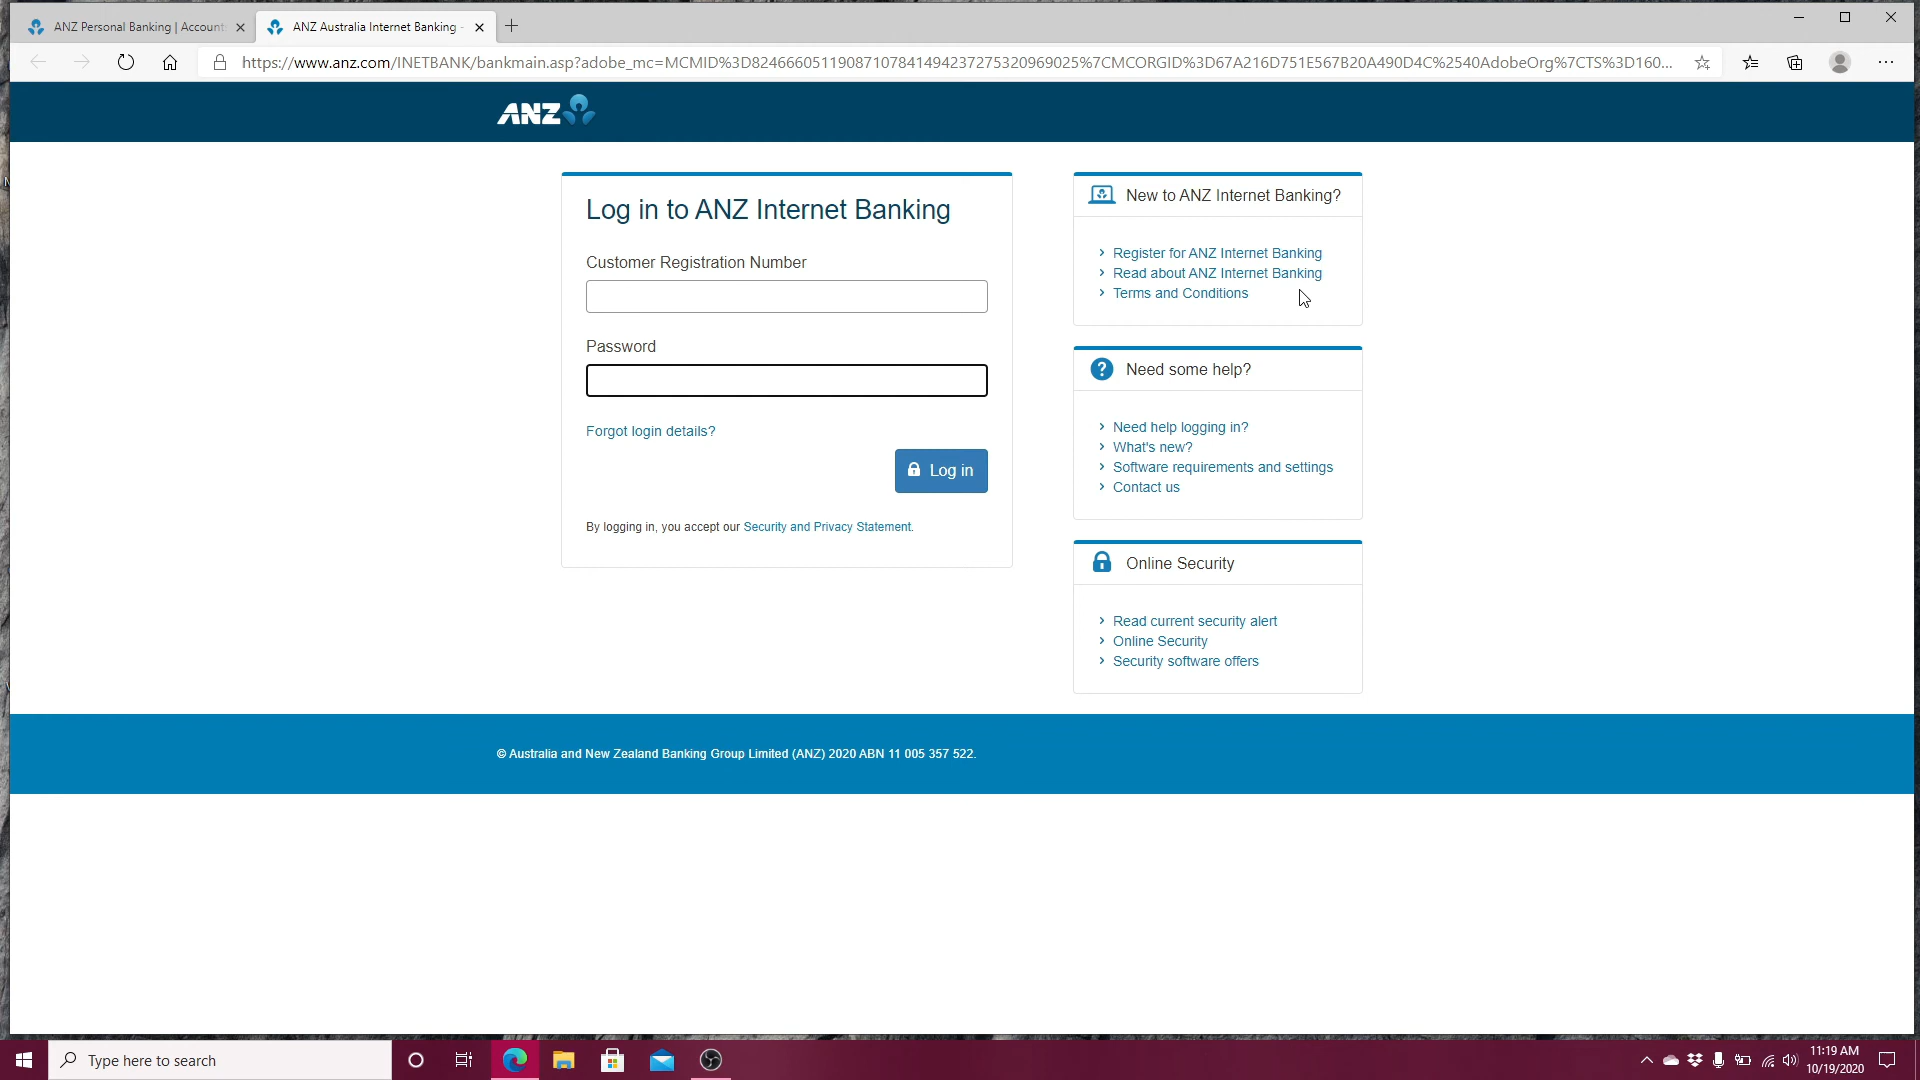 ANZ Personal Banking | Account
ANZ Australia Internet Banking -
https://www.anz.com/INETBANK/bankmain.asp?adobe_mc=MCMID%3D82466605119087107841494237275320969025%7CMCORGID%3D67A216D751E567B20A490D4C%2540AdobeOrg%7CTS%3D160...
ANZ
Log in to ANZ Internet Banking
Customer Registration Number
Password
Forgot login details?
Log in
By logging in, you accept our Security and Privacy Statement.
New to ANZ Internet Banking?
Register for ANZ Internet Banking
Read about ANZ Internet Banking
Terms and Conditions
Need some help?
Need help logging in?
What's new?
Software requirements and settings
Contact us
Online Security
Read current security alert
Online Security
Security software offers
© Australia and New Zealand Banking Group Limited (ANZ) 2020 ABN 11 005 357 522.
Type here to search
11:19 AM
10/19/2020